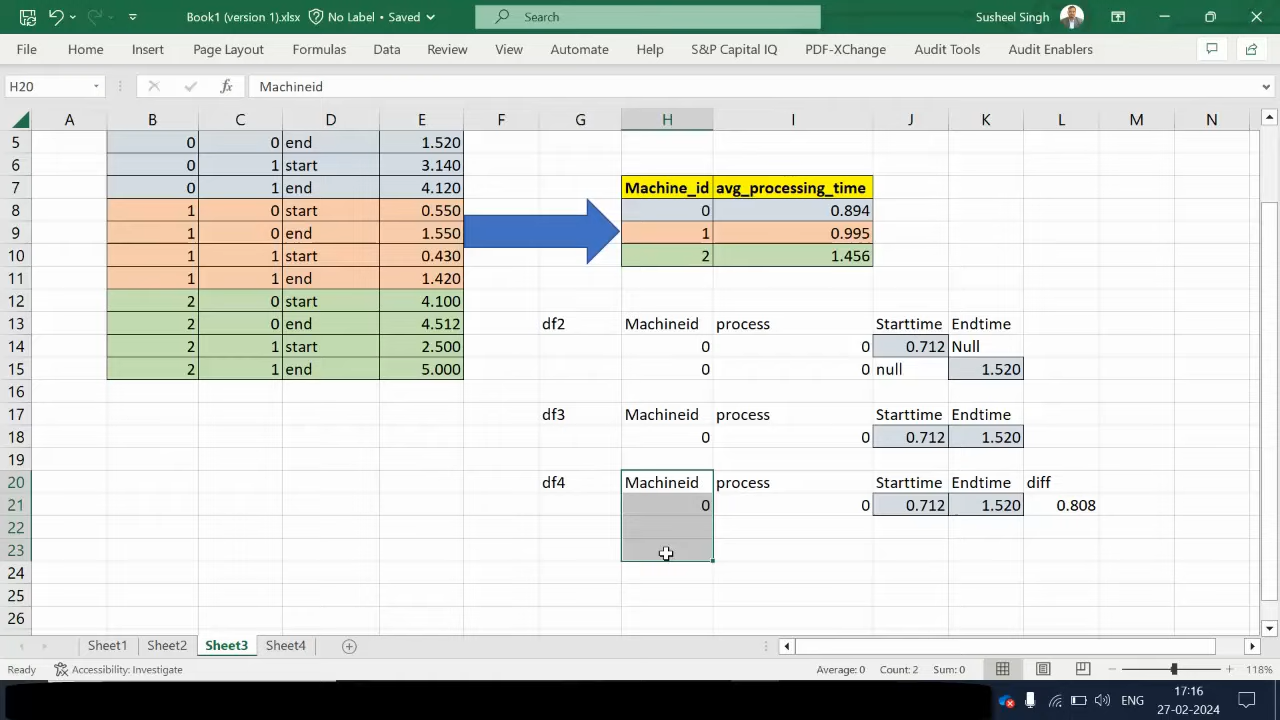 Book1 (version 1).xlsx No Label • Saved Search Susheel Singh
File Home Insert Page Layout Formulas Data Review View Automate Help S&P Capital IQ PDF-XChange Audit Tools Audit Enablers
H20 fx Machineid
A B C D E F G H I J K L M N
5 0 0 end 1.520
6 0 1 start 3.140
7 0 1 end 4.120 Machine_id avg_processing_time
8 1 0 start 0.550 0 0.894
9 1 0 end 1.550 1 0.995
10 1 1 start 0.430 2 1.456
11 1 1 end 1.420
12 2 0 start 4.100
13 2 0 end 4.512 df2 Machineid process Starttime Endtime
14 2 1 start 2.500 0 0 0.712 Null
15 2 1 end 5.000 0 0 null 1.520
16
17 df3 Machineid process Starttime Endtime
18 0 0 0.712 1.520
19
20 df4 Machineid process Starttime Endtime diff
21 0 0 0.712 1.520 0.808
22
23
24
25
26
Sheet1 Sheet2 Sheet3 Sheet4
Ready Accessibility: Investigate Average: 0 Count: 2 Sum: 0 118%
ENG 17:16
27-02-2024